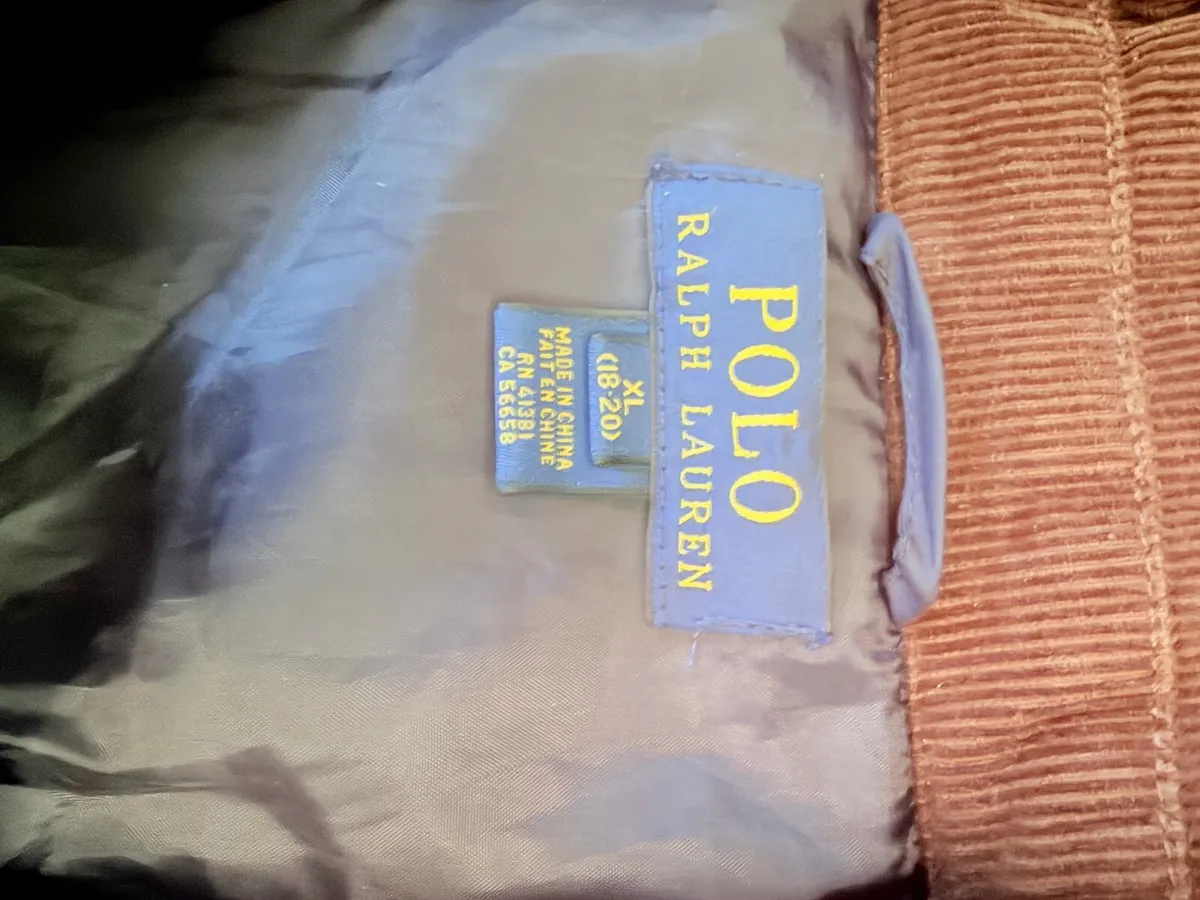 POLO
RALPH LAUREN
XL
(18-20)
MADE IN CHINA
FAIT EN CHINE
RN 41381
CA 56658